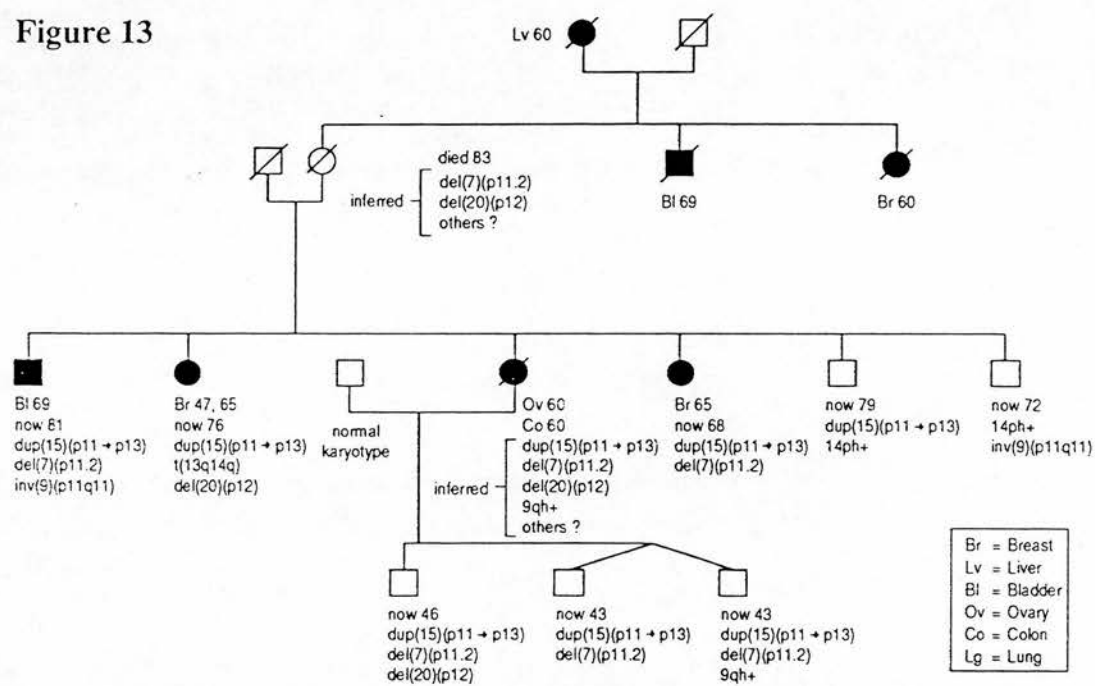 Figure 13
Lv 60
died 83
inferred
del(7)(p11.2)
del(20)(p12)
others ?
Bl 69
Br 60
Bl 69
now 81
dup(15)(p11 → p13)
del(7)(p11.2)
inv(9)(p11q11)
Br 47, 65
now 76
dup(15)(p11 → p13)
t(13q14q)
del(20)(p12)
normal
karyotype
Ov 60
Co 60
inferred
dup(15)(p11 → p13)
del(7)(p11.2)
del(20)(p12)
9qh+
others ?
Br 65
now 68
dup(15)(p11 → p13)
del(7)(p11.2)
now 79
dup(15)(p11 → p13)
14ph+
now 72
14ph+
inv(9)(p11q11)
now 46
dup(15)(p11 → p13)
del(7)(p11.2)
del(20)(p12)
now 43
dup(15)(p11 → p13)
del(7)(p11.2)
now 43
dup(15)(p11 → p13)
del(7)(p11.2)
9qh+
Br = Breast
Lv = Liver
Bl = Bladder
Ov = Ovary
Co = Colon
Lg = Lung